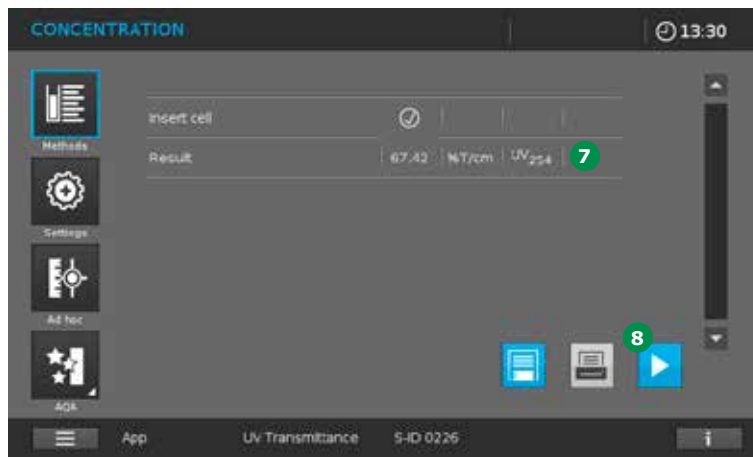 CONCENTRATION 13:30
Methods
Insert cell
Result 67.42 %T/cm UV254 7
Settings
Ad hoc
8
AQA
App UV Transmittance S-ID 0226 i